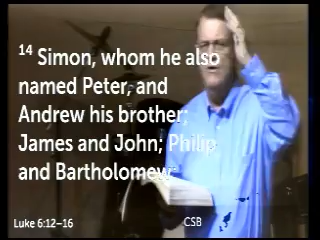 14 Simon, whom he also
named Peter, and
Andrew his brother;
James and John; Philip
and Bartholomew;
Luke 6:12–16
CSB